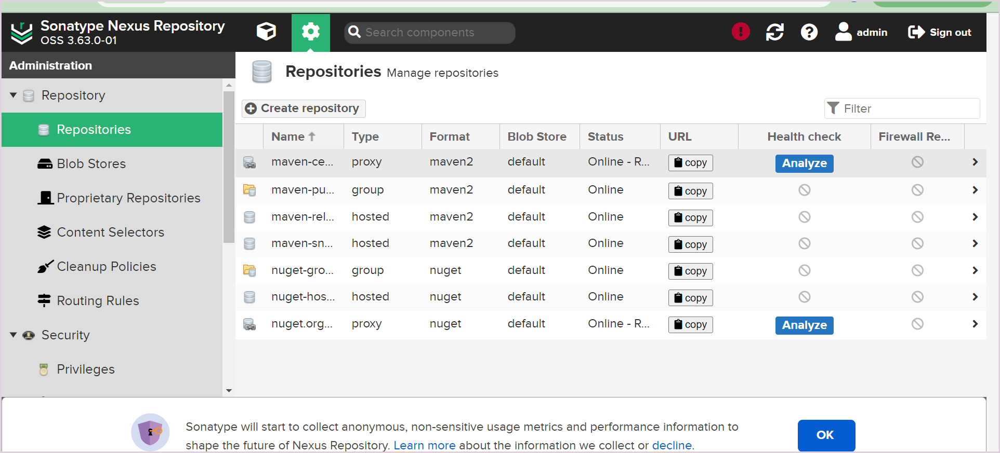 Sonatype Nexus Repository
OSS 3.63.0-01
Search components
admin
Sign out
Administration
Repository
Repositories
Blob Stores
Proprietary Repositories
Content Selectors
Cleanup Policies
Routing Rules
Security
Privileges
Repositories Manage repositories
Create repository
Filter
Name Type Format Blob Store Status URL Health check Firewall Re...
maven-ce... proxy maven2 default Online - R... copy Analyze
maven-pu... group maven2 default Online copy
maven-rel... hosted maven2 default Online copy
maven-sn... hosted maven2 default Online copy
nuget-gro... group nuget default Online copy
nuget-hos... hosted nuget default Online copy
nuget.org... proxy nuget default Online - R... copy Analyze
Sonatype will start to collect anonymous, non-sensitive usage metrics and performance information to
shape the future of Nexus Repository. Learn more about the information we collect or decline.
OK